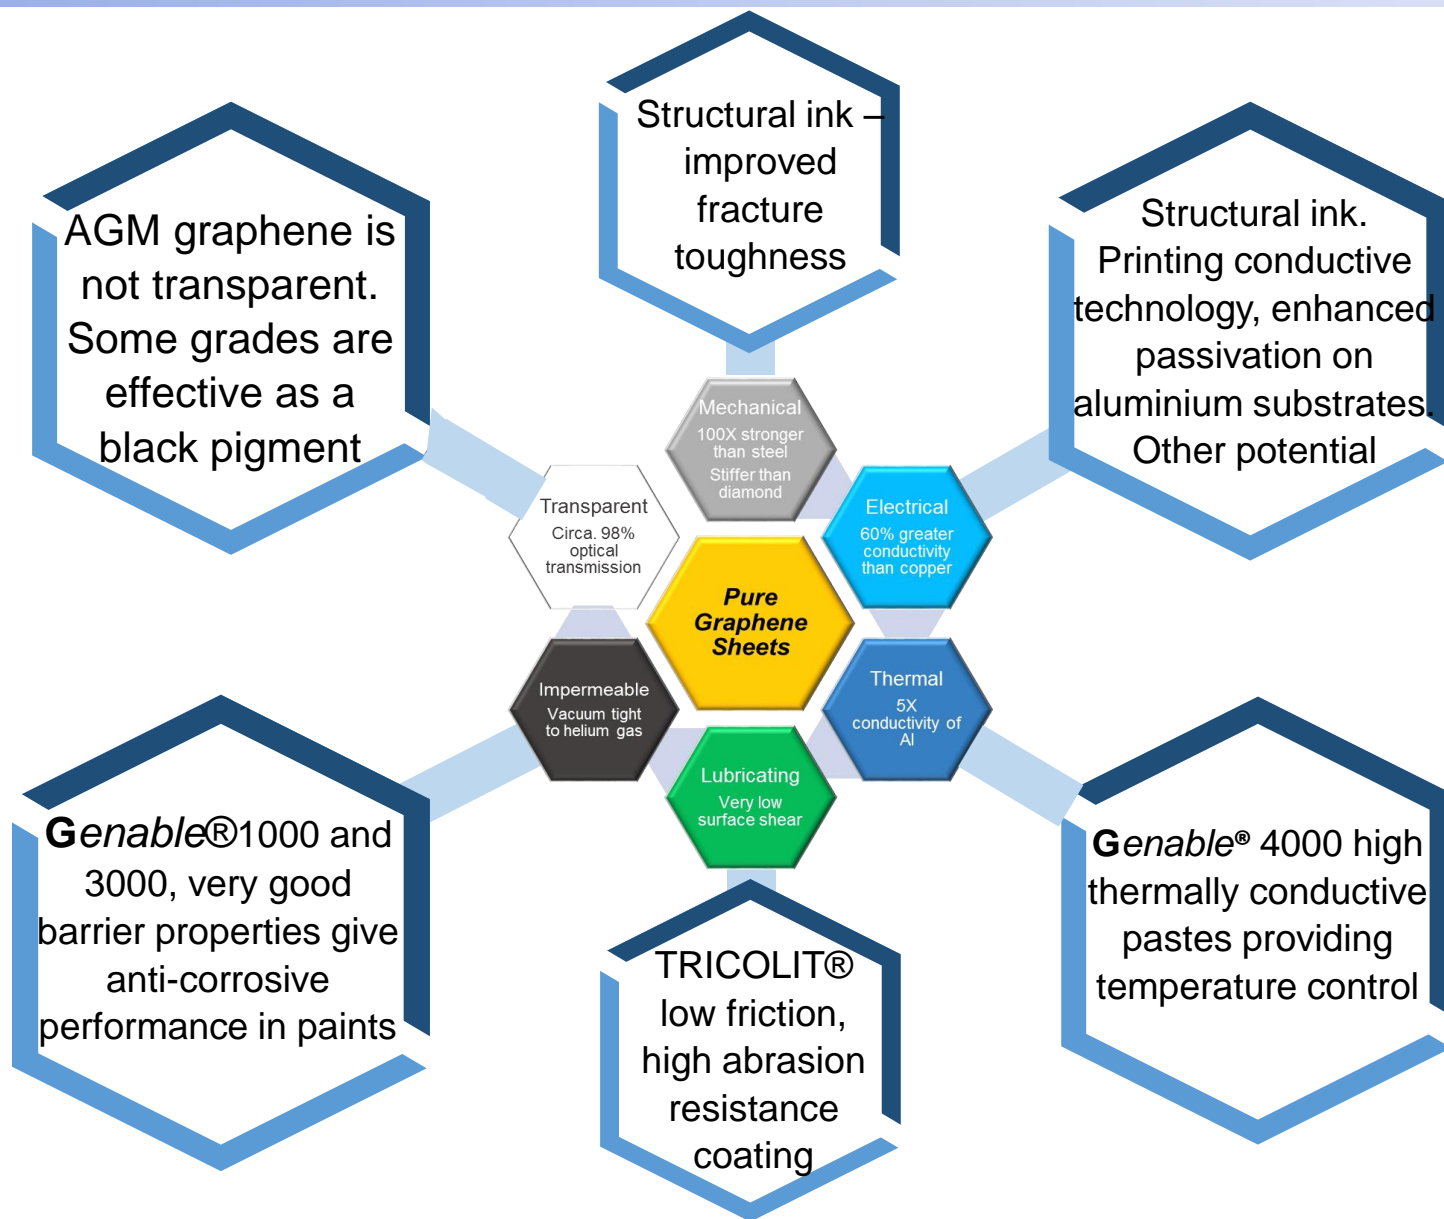 Structural ink –
improved
fracture
toughness
AGM graphene is
not transparent.
Some grades are
effective as a
black pigment
Structural ink.
Printing conductive
technology, enhanced
passivation on
aluminium substrates.
Other potential
Mechanical
100X stronger
than steel
Stiffer than
diamond
Transparent
Circa. 98%
optical
transmission
Electrical
60% greater
conductivity
than copper
Pure
Graphene
Sheets
Impermeable
Vacuum tight
to helium gas
Thermal
5X
conductivity of
Al
Lubricating
Very low
surface shear
Genable®1000 and
3000, very good
barrier properties give
anti-corrosive
performance in paints
TRICOLIT®
low friction,
high abrasion
resistance
coating
Genable® 4000 high
thermally conductive
pastes providing
temperature control